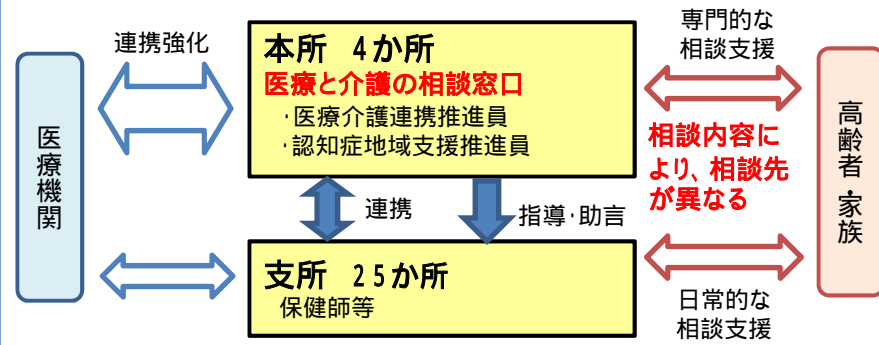 連携強化
医療機関
本所 4か所
医療と介護の相談窓口
・医療介護連携推進員
・認知症地域支援推進員
専門的な
相談支援
相談内容に
より、相談先
が異なる
高齢者・家族
連携
指導・助言
支所 25か所
保健師等
日常的な
相談支援